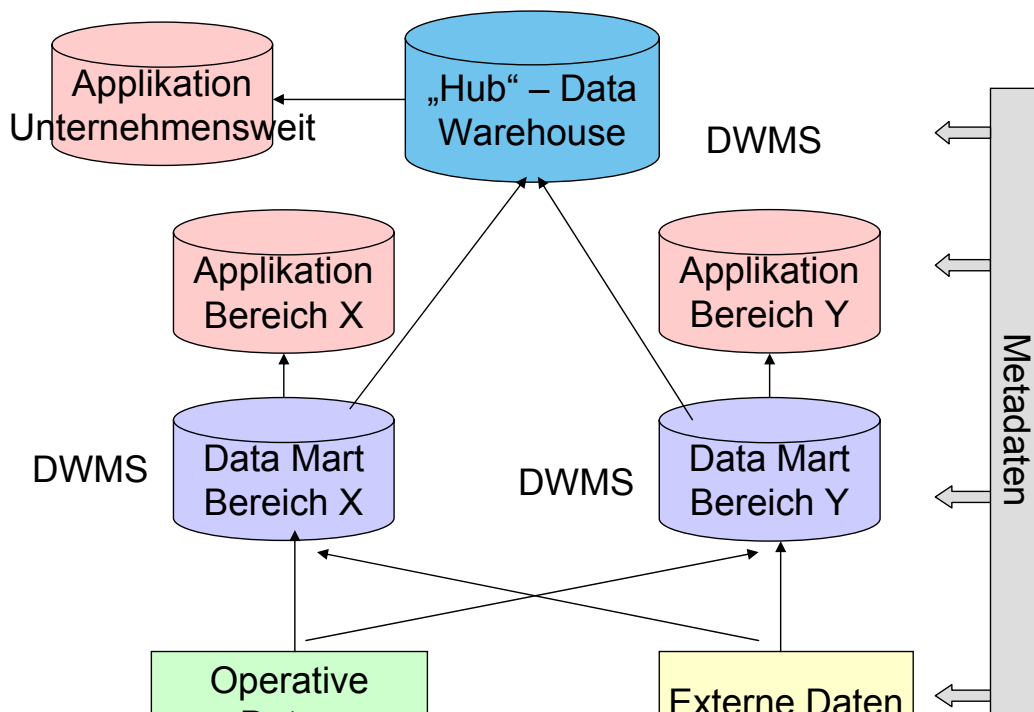 Applikation
Unternehmensweit
„Hub“ – Data
Warehouse
DWMS
Applikation
Bereich X
Applikation
Bereich Y
Metadaten
DWMS
Data Mart
Bereich X
DWMS
Data Mart
Bereich Y
Operative
Externe Daten